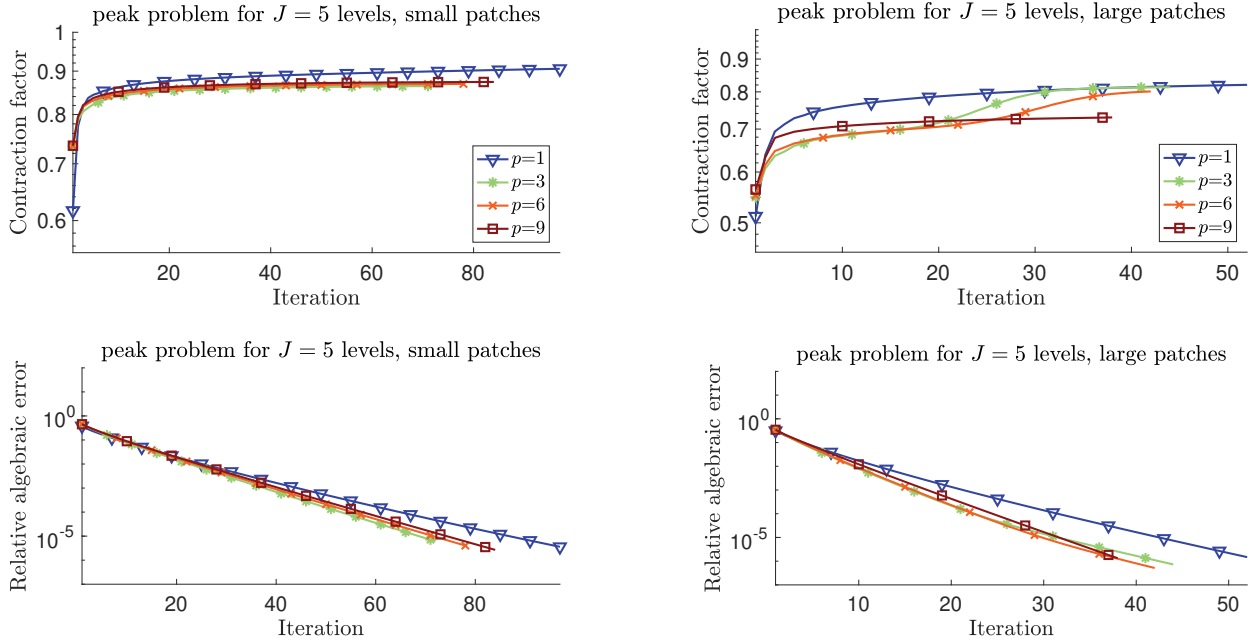 peak problem for J = 5 levels, small patches
1
0.9
0.8
0.7
0.6
Contraction factor
20
40
60
80
Iteration
p=1
p=3
p=6
p=9
peak problem for J = 5 levels, large patches
0.9
0.8
0.7
0.6
0.5
Contraction factor
10
20
30
40
50
Iteration
p=1
p=3
p=6
p=9
peak problem for J = 5 levels, small patches
10^0
10^-5
Relative algebraic error
20
40
60
80
Iteration
peak problem for J = 5 levels, large patches
10^0
10^-5
Relative algebraic error
10
20
30
40
50
Iteration